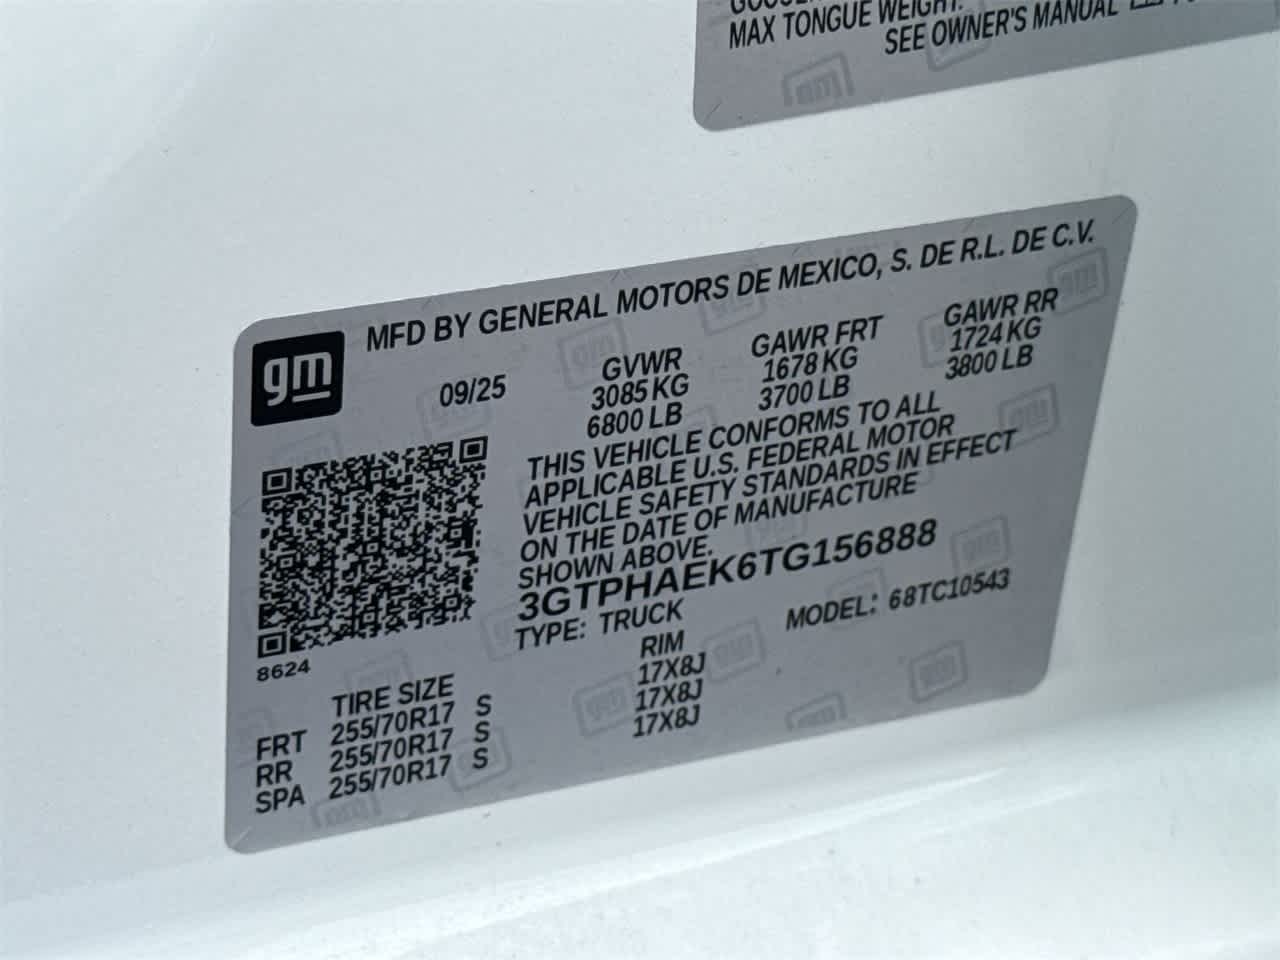 MAX TONGUE WEIGHT:
SEE OWNER'S MANUAL
MFD BY GENERAL MOTORS DE MEXICO, S. DE R.L. DE C.V.
gm
09/25
GVWR
3085 KG
6800 LB
GAWR FRT
1678 KG
3700 LB
GAWR RR
1724 KG
3800 LB
THIS VEHICLE CONFORMS TO ALL
APPLICABLE U.S. FEDERAL MOTOR
VEHICLE SAFETY STANDARDS IN EFFECT
ON THE DATE OF MANUFACTURE
SHOWN ABOVE.
3GTPHAEK6TG156888
TYPE: TRUCK
MODEL: 68TC10543
8624
TIRE SIZE RIM
FRT 255/70R17 S 17X8J
RR 255/70R17 S 17X8J
SPA 255/70R17 S 17X8J